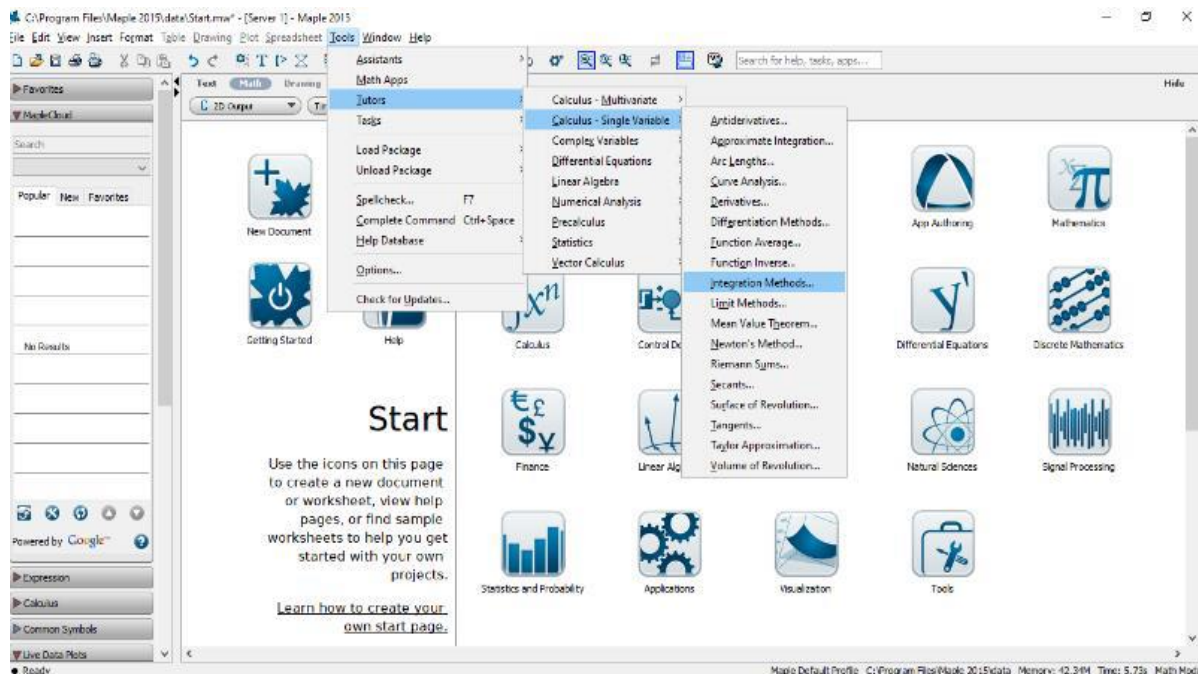 C:\Program Files\Maple 2015\data\Start.mw* - [Server 1] - Maple 2015
File Edit View Insert Format Table Drawing Plot Spreadsheet Tools Window Help
Search for help, tasks, apps...
Favorites
MapleCloud
Search
Popular New Favorites
No Results
Powered by Google™
Expression
Calculus
Common Symbols
Live Data Plots
Ready
Text Math Drawing
Hide
C 2D Output
Assistants
Math Apps
Tutors
Tasks
Load Package
Unload Package
Spellcheck... F7
Complete Command Ctrl+Space
Help Database
Options...
Check for Updates...
Calculus - Multivariate
Calculus - Single Variable
Complex Variables
Differential Equations
Linear Algebra
Numerical Analysis
Precalculus
Statistics
Vector Calculus
Antiderivatives...
Approximate Integration...
Arc Lengths...
Curve Analysis...
Derivatives...
Differentiation Methods...
Function Average...
Function Inverse...
Integration Methods...
Limit Methods...
Mean Value Theorem...
Newton's Method...
Riemann Sums...
Secants...
Surface of Revolution...
Tangents...
Taylor Approximation...
Volume of Revolution...
New Document
Getting Started
Help
Start
Use the icons on this page
to create a new document
or worksheet, view help
pages, or find sample
worksheets to help you get
started with your own
projects.
Learn how to create your
own start page.
App Authoring
Mathematics
Calculus
Control De
Differential Equations
Discrete Mathematics
Finance
Linear Alg
Natural Sciences
Signal Processing
Statistics and Probability
Applications
Visualization
Tools
Maple Default Profile C:\Program Files\Maple 2015\data Memory: 42.34M Time: 5.73s Math Mod